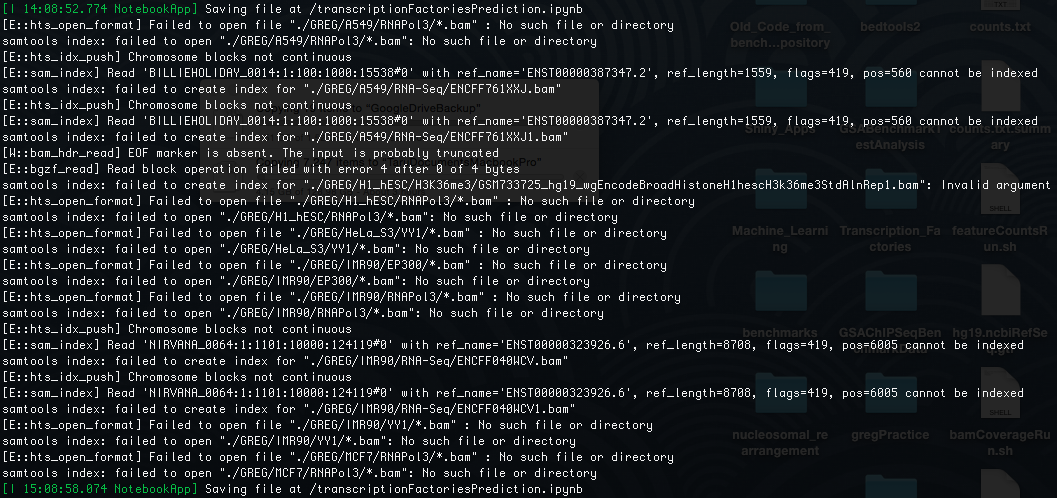 [I 14:08:52.774 NotebookApp] Saving file at /transcriptionFactoriesPrediction.ipynb
[E::hts_open_format] Failed to open file "./GREG/A549/RNAPol3/*.bam" : No such file or directory
samtools index: failed to open "./GREG/A549/RNAPol3/*.bam": No such file or directory
[E::hts_idx_push] Chromosome blocks not continuous
[E::sam_index] Read 'BILLIEHOLIDAY_0014:1:100:1000:15538#0' with ref_name='ENST00000387347.2', ref_length=1559, flags=419, pos=560 cannot be indexed
samtools index: failed to create index for "./GREG/A549/RNA-Seq/ENCFF761XXJ.bam"
[E::hts_idx_push] Chromosome blocks not continuous
[E::sam_index] Read 'BILLIEHOLIDAY_0014:1:100:1000:15538#0' with ref_name='ENST00000387347.2', ref_length=1559, flags=419, pos=560 cannot be indexed
samtools index: failed to create index for "./GREG/A549/RNA-Seq/ENCFF761XXJ1.bam"
[W::bam_hdr_read] EOF marker is absent. The input is probably truncated
[E::bgzf_read] Read block operation failed with error 4 after 0 of 4 bytes
samtools index: failed to create index for "./GREG/H1_hESC/H3K36me3/GSM733725_hg19_wgEncodeBroadHistoneH1hescH3k36me3StdAlnRep1.bam": Invalid argument
[E::hts_open_format] Failed to open file "./GREG/H1_hESC/RNAPol3/*.bam" : No such file or directory
samtools index: failed to open "./GREG/H1_hESC/RNAPol3/*.bam": No such file or directory
[E::hts_open_format] Failed to open file "./GREG/HeLa_S3/YY1/*.bam" : No such file or directory
samtools index: failed to open "./GREG/HeLa_S3/YY1/*.bam": No such file or directory
[E::hts_open_format] Failed to open file "./GREG/IMR90/EP300/*.bam" : No such file or directory
samtools index: failed to open "./GREG/IMR90/EP300/*.bam": No such file or directory
[E::hts_open_format] Failed to open file "./GREG/IMR90/RNAPol3/*.bam" : No such file or directory
samtools index: failed to open "./GREG/IMR90/RNAPol3/*.bam": No such file or directory
[E::hts_idx_push] Chromosome blocks not continuous
[E::sam_index] Read 'NIRVANA_0064:1:1101:10000:124119#0' with ref_name='ENST00000323926.6', ref_length=8708, flags=419, pos=6005 cannot be indexed
samtools index: failed to create index for "./GREG/IMR90/RNA-Seq/ENCFF040WCV.bam"
[E::hts_idx_push] Chromosome blocks not continuous
[E::sam_index] Read 'NIRVANA_0064:1:1101:10000:124119#0' with ref_name='ENST00000323926.6', ref_length=8708, flags=419, pos=6005 cannot be indexed
samtools index: failed to create index for "./GREG/IMR90/RNA-Seq/ENCFF040WCV1.bam"
[E::hts_open_format] Failed to open file "./GREG/IMR90/YY1/*.bam" : No such file or directory
samtools index: failed to open "./GREG/IMR90/YY1/*.bam": No such file or directory
[E::hts_open_format] Failed to open file "./GREG/MCF7/RNAPol3/*.bam" : No such file or directory
samtools index: failed to open "./GREG/MCF7/RNAPol3/*.bam": No such file or directory
[I 15:08:58.074 NotebookApp] Saving file at /transcriptionFactoriesPrediction.ipynb
Old_Code_from_
bench...pository
bedtools2
TXT
counts.txt
"GoogleDriveBackup"
Shiny_Apps
GSABenchmarkT
estAnalysis
counts.txt.summ
ary
Machine_Learni
ng
Transcription_Fa
ctories
SHELL
featureCountsR
un.sh
benchmarks
GSAChIPSeqBen
hg19.ncbiRefSe
q.gtf
nucleosomal_re
arrangement
gregPractice
SHELL
bamCoverageRu
n.sh